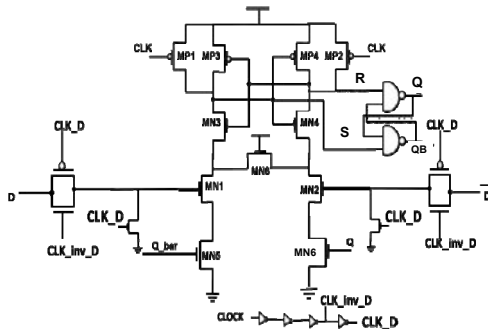 CLK
MP1
MP3
MP4
MP2
CLK
R
Q
MN3
MN4
S
QB
CLK_D
MN6
CLK_D
D
MN1
MN2
D
CLK_D
CLK_D
CLK_inv_D
Q_bar
Q
CLK_inv_D
MN5
MN6
CLK_inv_D
CLOCK
CLK_D